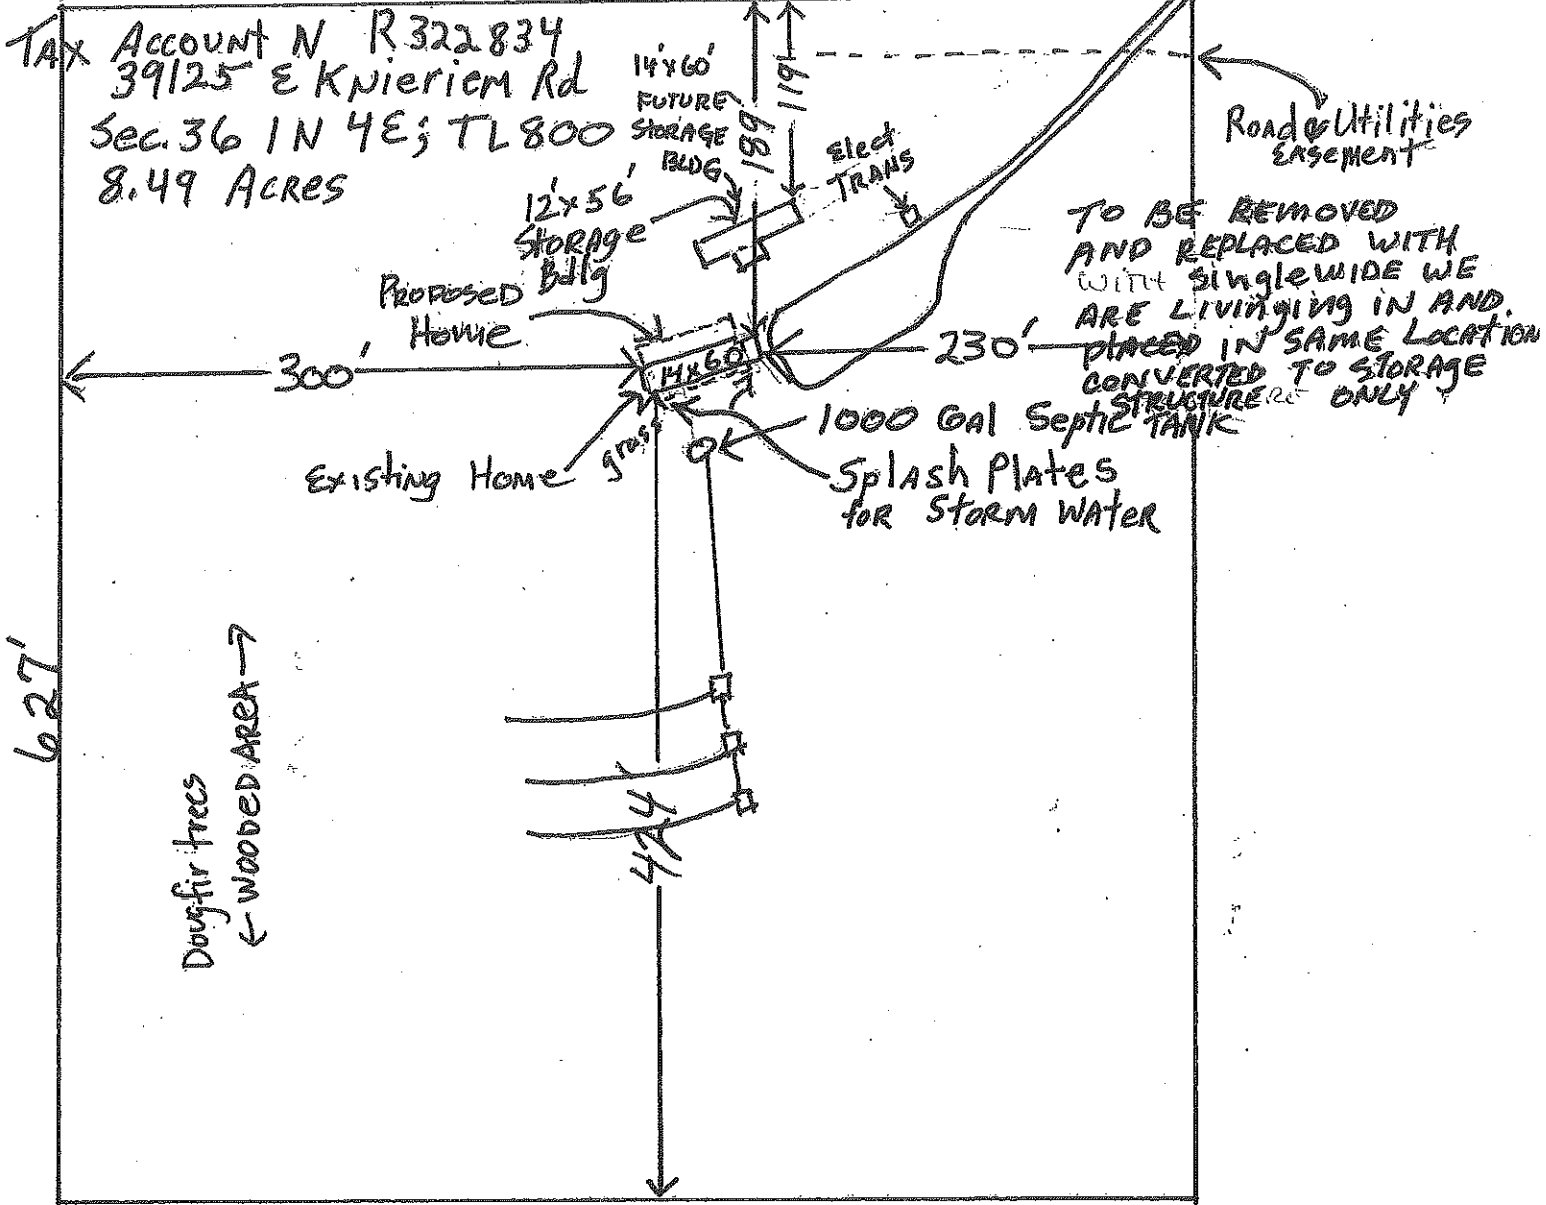 TAX Account N R322834
39125 E Knieriem Rd
Sec. 36 1N 4E; TL 800
8.49 Acres
14'x60'
FUTURE
STORAGE
BLDG
189'
119'
Elect
TRANS
Road & Utilities
Easement
12'x56'
Storage
Bdlg
Proposed
Home
TO BE REMOVED
AND REPLACED WITH
WITH singleWIDE WE
ARE Livinging in AND
placed in SAME Location
CONVERTED TO STORAGE
STRUCTURE ONLY
300'
14x60'
230'
1000 Gal Septic TANK
grass
Existing Home
Splash Plates
for Storm Water
627'
Dougfir trees
← WOODED AREA →
424'